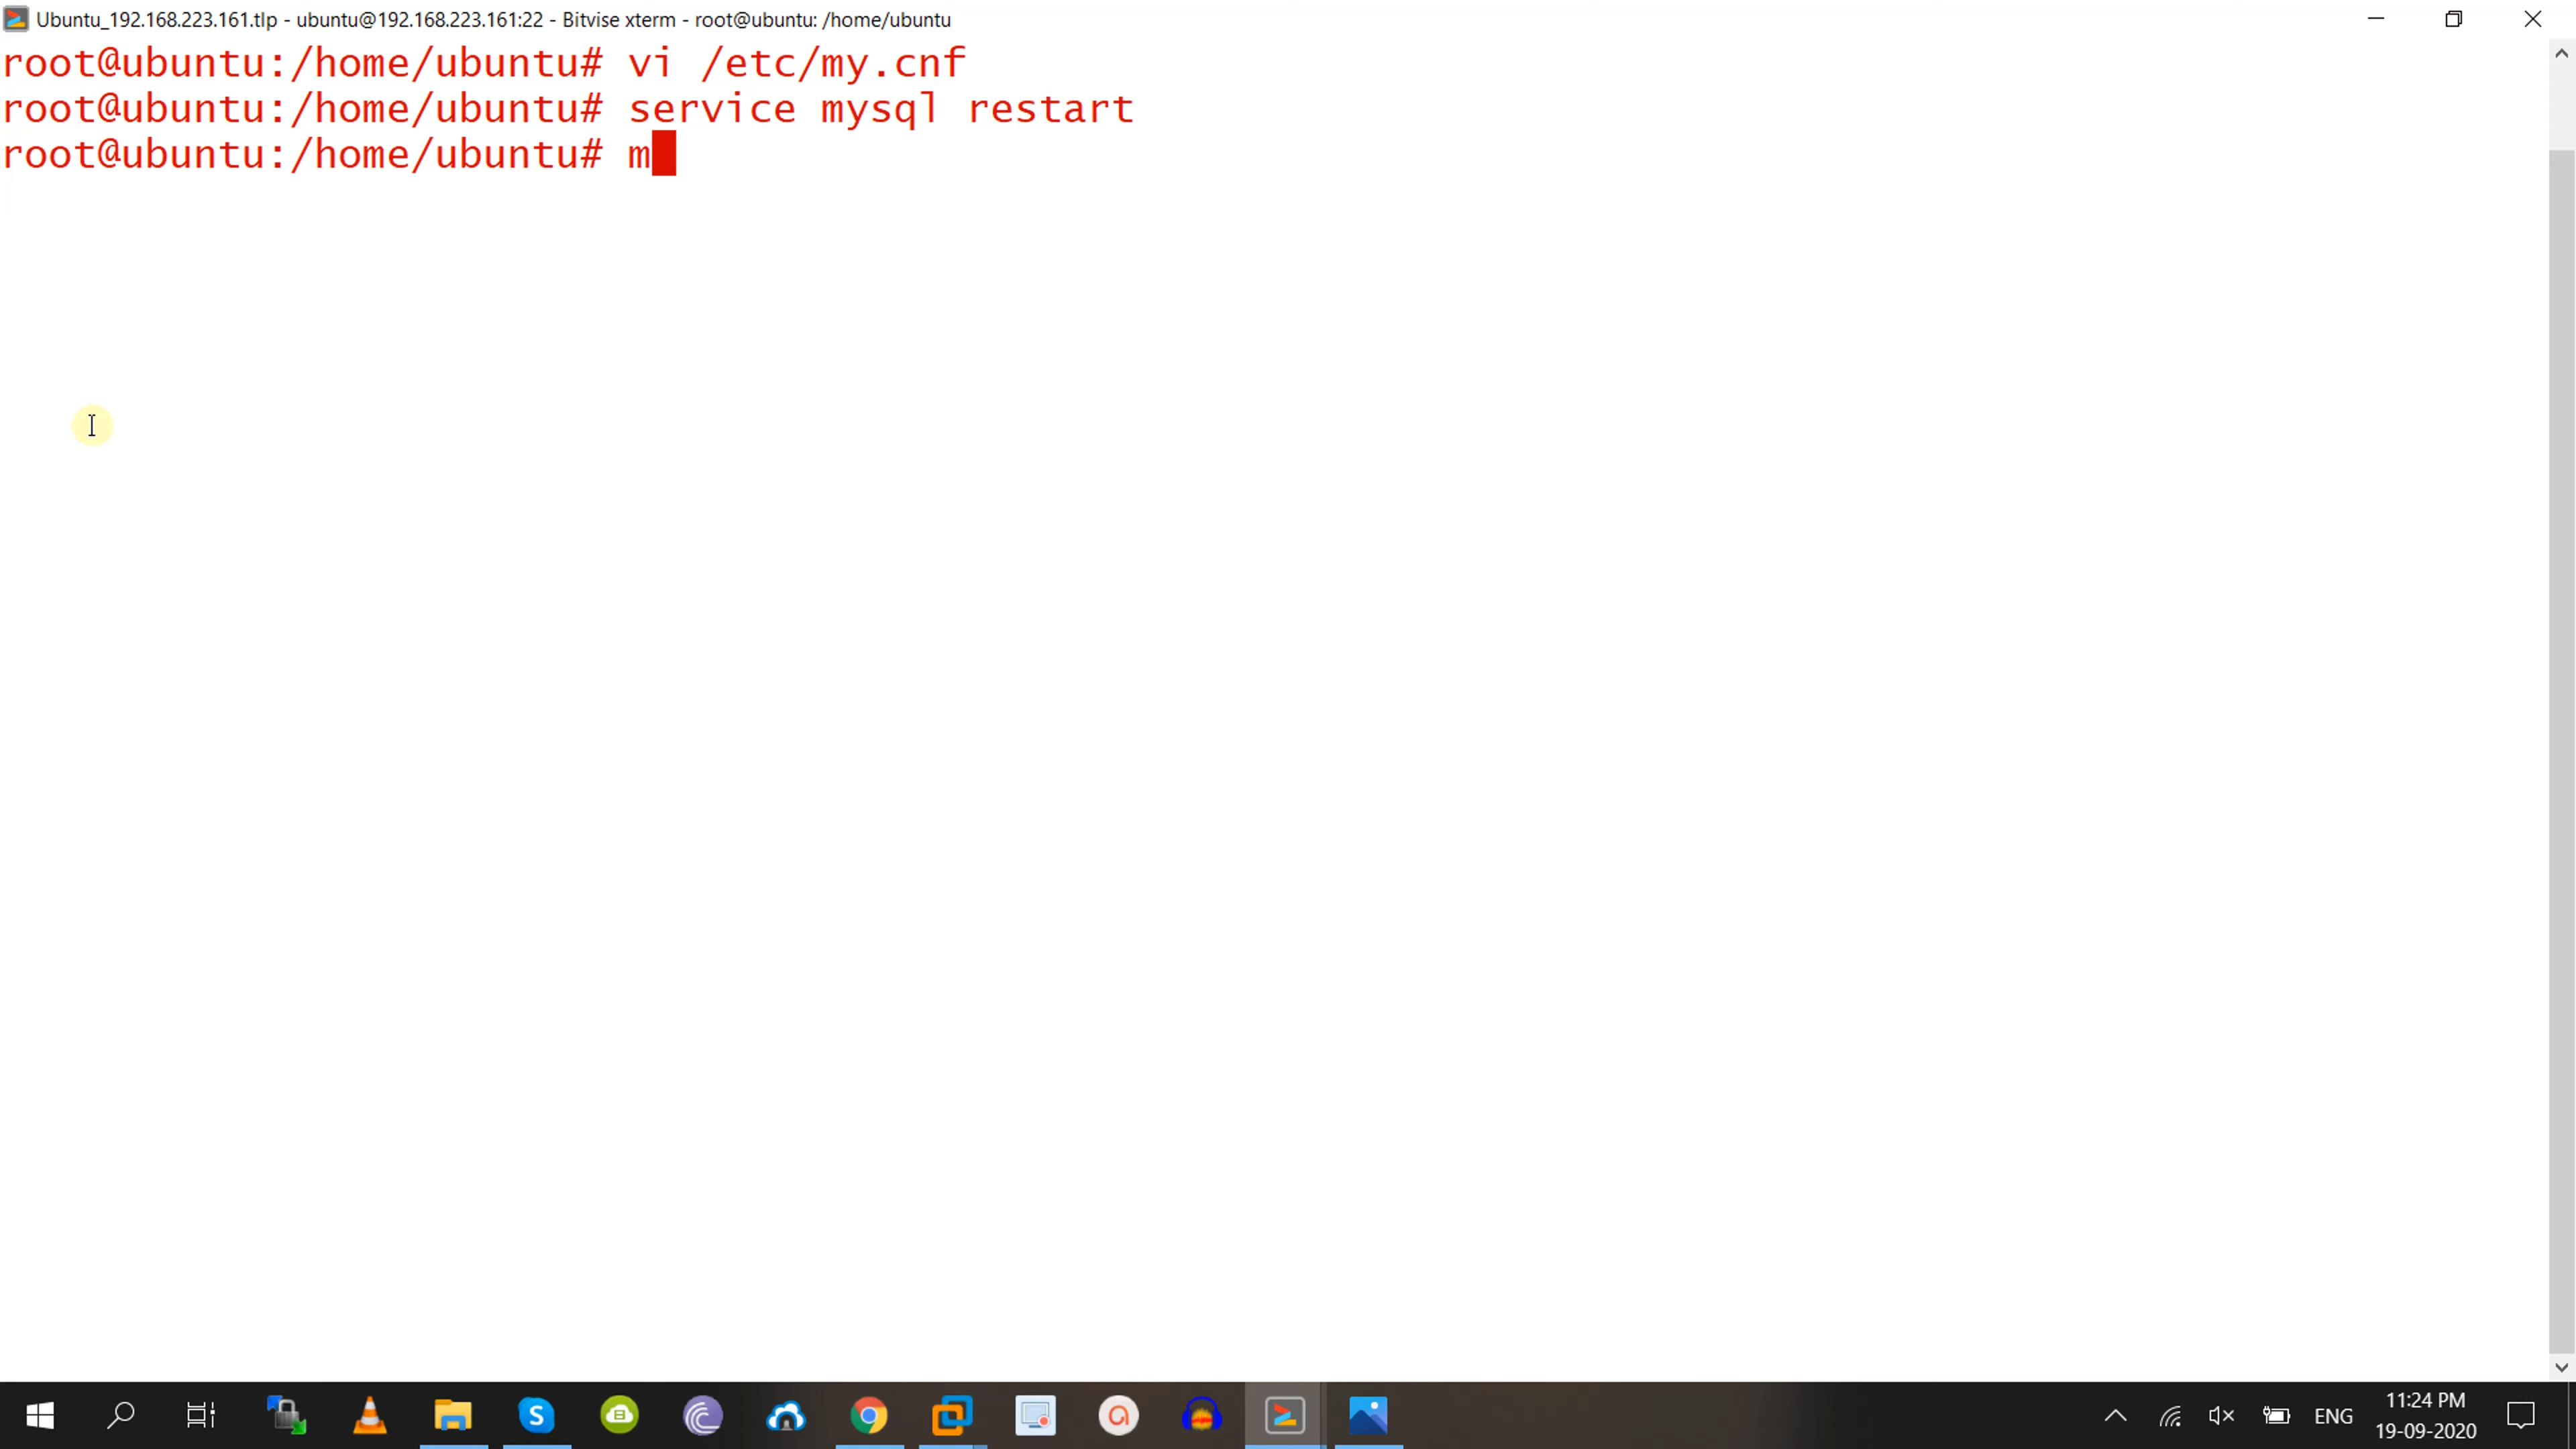 Ubuntu_192.168.223.161.tlp - ubuntu@192.168.223.161:22 - Bitvise xterm - root@ubuntu: /home/ubuntu
root@ubuntu:/home/ubuntu# vi /etc/my.cnf
root@ubuntu:/home/ubuntu# service mysql restart
root@ubuntu:/home/ubuntu# m
ENG
11:24 PM
19-09-2020